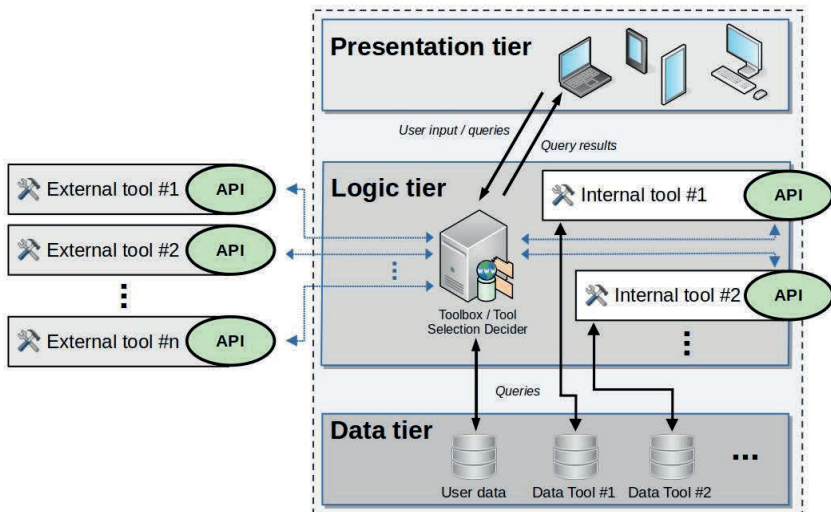 Presentation tier
User input / queries
Query results
External tool #1
API
External tool #2
API
External tool #n
API
Logic tier
Internal tool #1
API
Internal tool #2
API
Toolbox / Tool
Selection Decider
Queries
Data tier
User data
Data Tool #1
Data Tool #2